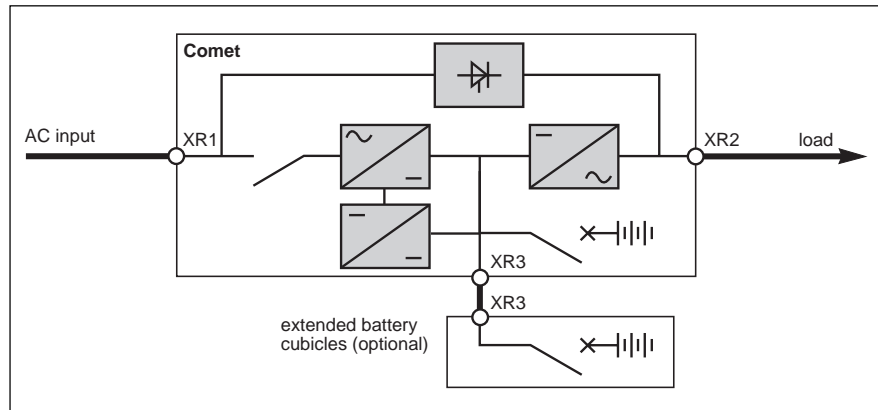 Comet
AC input
XR1
XR2
load
XR3
XR3
extended battery
cubicles (optional)